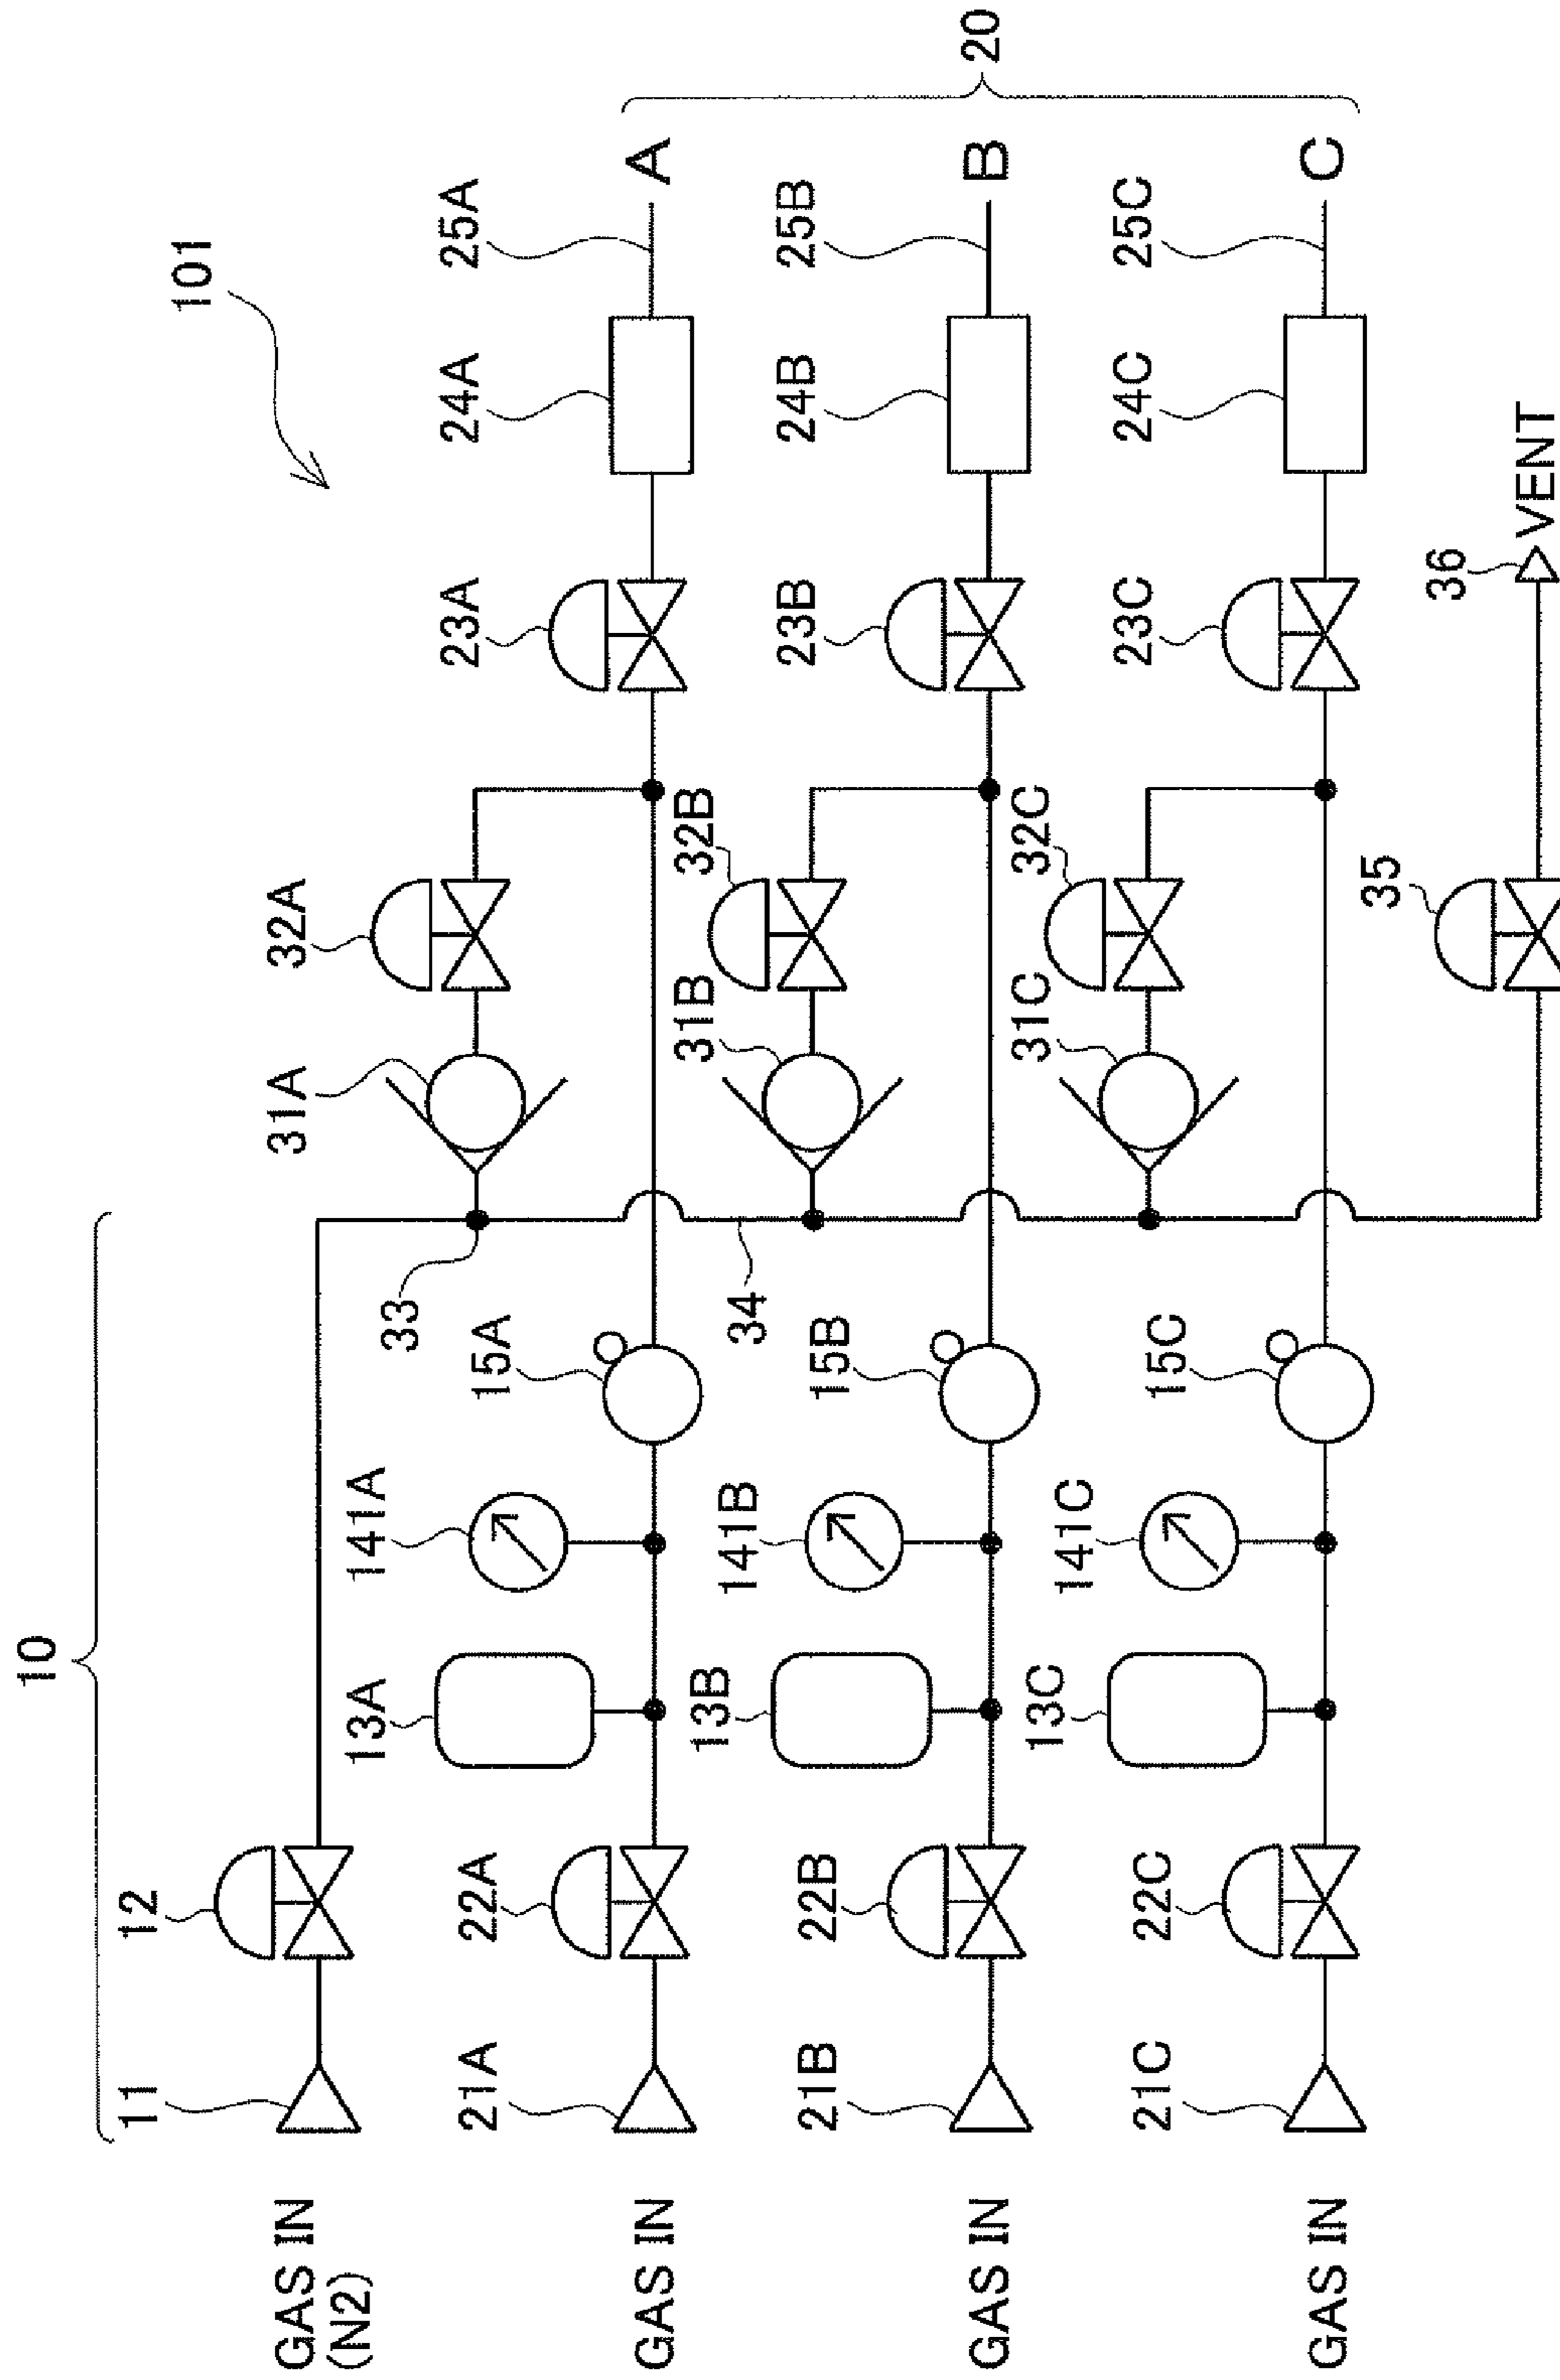 10
101
11
12
33
31A
32A
GAS IN
(N2)
21A
22A
13A
141A
15A
23A
24A
25A
A
GAS IN
34
31B
32B
21B
22B
13B
141B
15B
23B
24B
25B
B
20
GAS IN
31C
32C
21C
22C
13C
141C
15C
23C
24C
25C
C
GAS IN
35
36
VENT